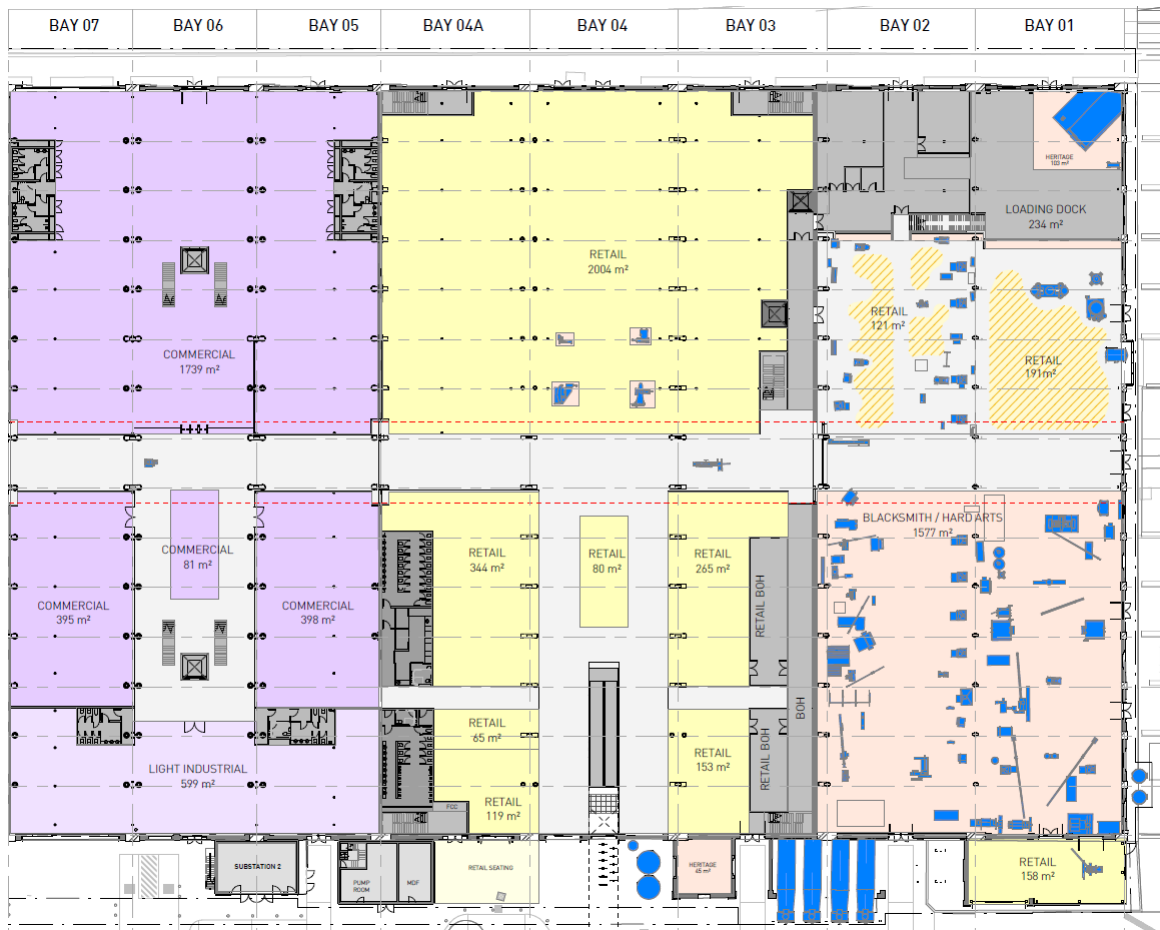 BAY 07
BAY 06
BAY 05
BAY 04A
BAY 04
BAY 03
BAY 02
BAY 01
HERITAGE
103 m²
LOADING DOCK
234 m²
RETAIL
2004 m²
RETAIL
121 m²
COMMERCIAL
1739 m²
RETAIL
191m²
BLACKSMITH / HARD ARTS
1577 m²
COMMERCIAL
81 m²
RETAIL
344 m²
RETAIL
80 m²
RETAIL
265 m²
RETAIL BOH
COMMERCIAL
395 m²
COMMERCIAL
398 m²
BOH
RETAIL
65 m²
RETAIL
153 m²
RETAIL BOH
LIGHT INDUSTRIAL
599 m²
FCC
RETAIL
119 m²
SUBSTATION 2
PUMP
ROOM
MDF
RETAIL SEATING
HERITAGE
45 m²
RETAIL
158 m²